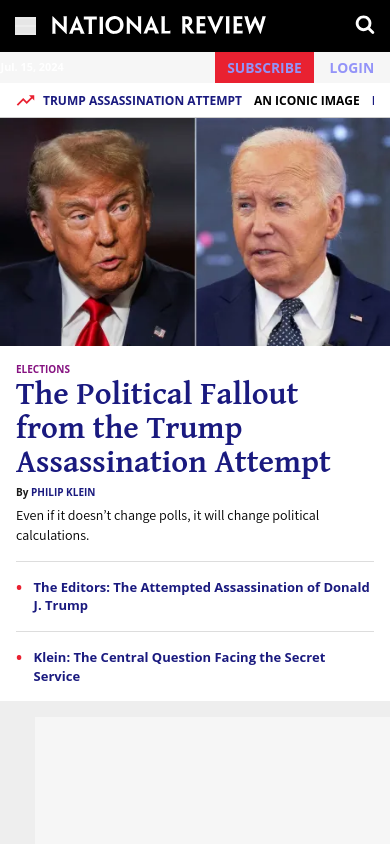 NATIONAL REVIEW
Jul. 15, 2024
SUBSCRIBE
LOGIN
TRUMP ASSASSINATION ATTEMPT
AN ICONIC IMAGE
ELECTIONS
The Political Fallout
from the Trump
Assassination Attempt
By PHILIP KLEIN
Even if it doesn’t change polls, it will change political
calculations.
The Editors: The Attempted Assassination of Donald
J. Trump
Klein: The Central Question Facing the Secret
Service